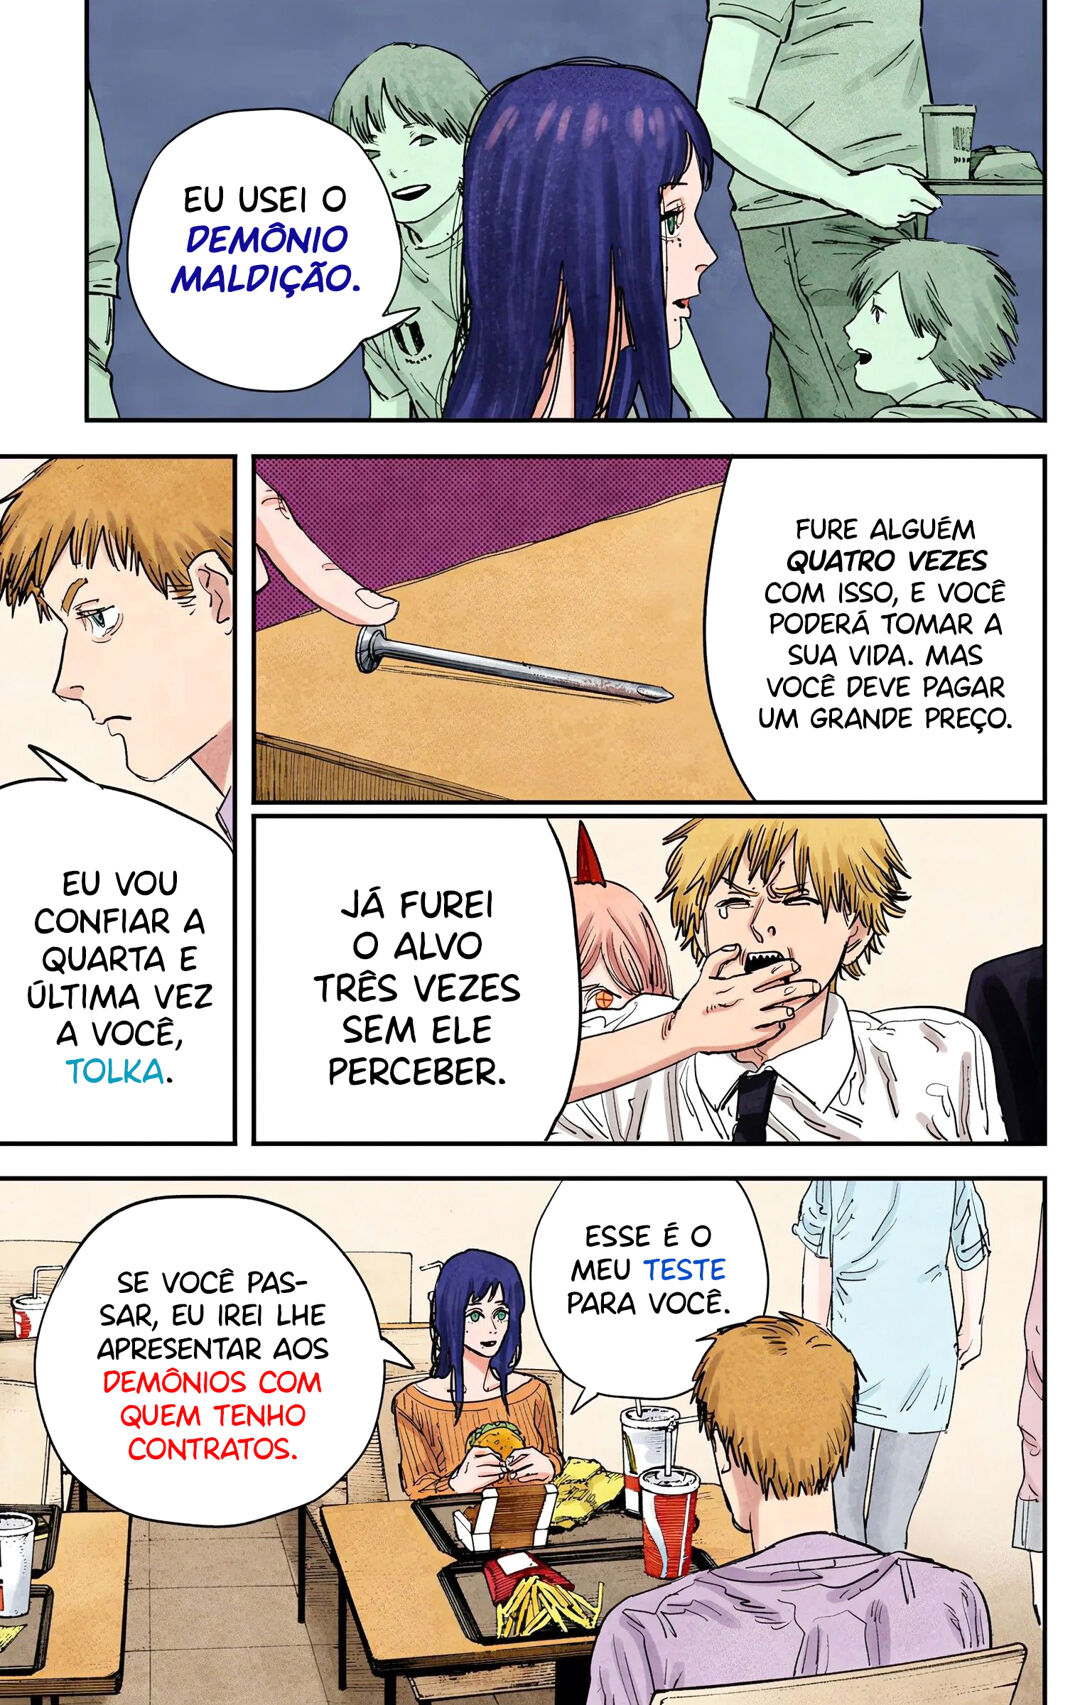 EU USEI O
DEMÔNIO
MALDIÇÃO.
FURE ALGUÉM
QUATRO VEZES
COM ISSO, E VOCÊ
PODERÁ TOMAR A
SUA VIDA. MAS
VOCÊ DEVE PAGAR
UM GRANDE PREÇO.
JÁ FUREI
O ALVO
TRÊS VEZES
SEM ELE
PERCEBER.
EU VOU
CONFIAR A
QUARTA E
ÚLTIMA VEZ
A VOCÊ,
TOLKA.
ESSE É O
MEU TESTE
PARA VOCÊ.
SE VOCÊ PAS-
SAR, EU IREI LHE
APRESENTAR AOS
DEMÔNIOS COM
QUEM TENHO
CONTRATOS.